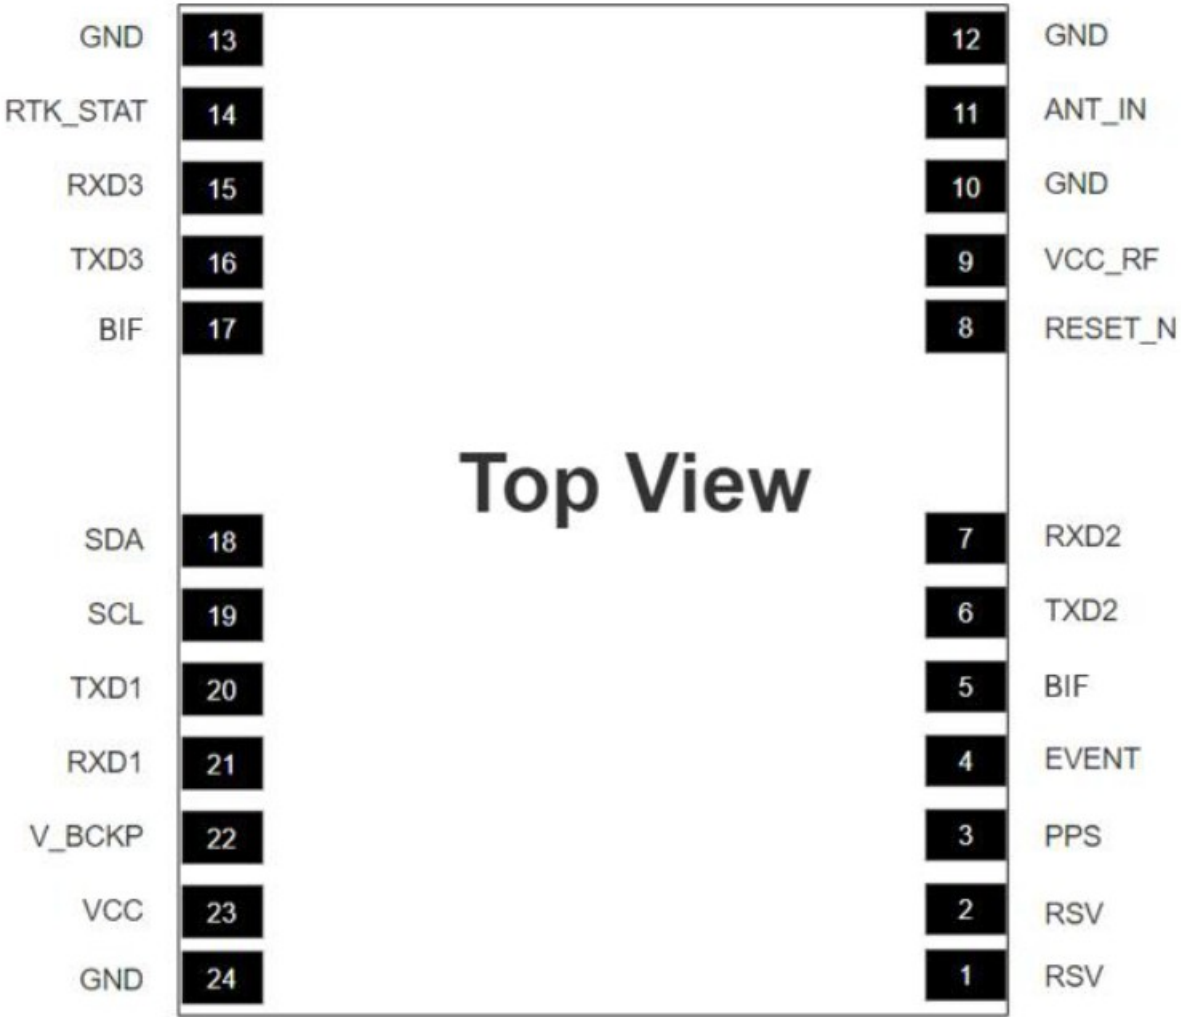 GND 13 12 GND
RTK_STAT 14 11 ANT_IN
RXD3 15 10 GND
TXD3 16 9 VCC_RF
BIF 17 8 RESET_N
Top View
SDA 18 7 RXD2
SCL 19 6 TXD2
TXD1 20 5 BIF
RXD1 21 4 EVENT
V_BCKP 22 3 PPS
VCC 23 2 RSV
GND 24 1 RSV